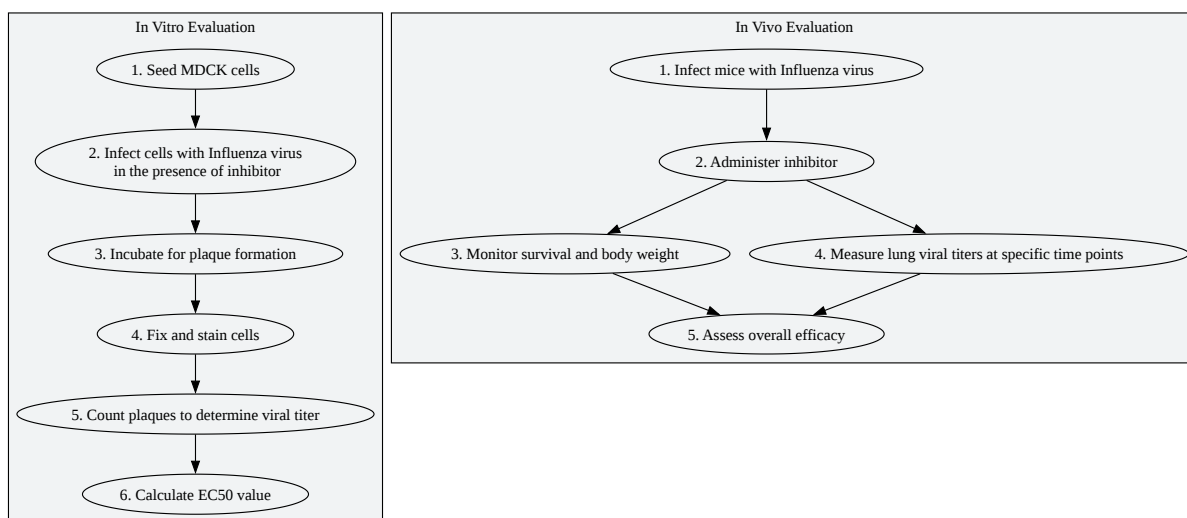 In Vitro Evaluation
1. Seed MDCK cells
2. Infect cells with Influenza virus
in the presence of inhibitor
3. Incubate for plaque formation
4. Fix and stain cells
5. Count plaques to determine viral titer
6. Calculate EC50 value
In Vivo Evaluation
1. Infect mice with Influenza virus
2. Administer inhibitor
3. Monitor survival and body weight
4. Measure lung viral titers at specific time points
5. Assess overall efficacy